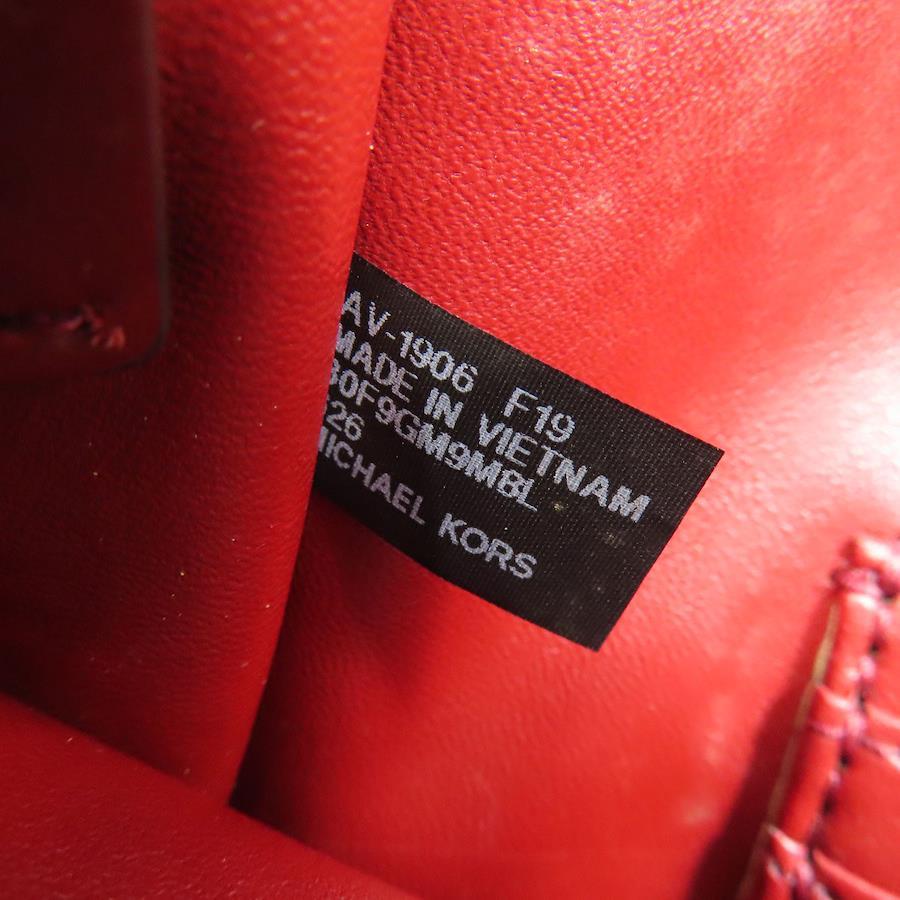 AV-1906 F19
MADE IN VIETNAM
30F9GM9M8L
26
MICHAEL KORS